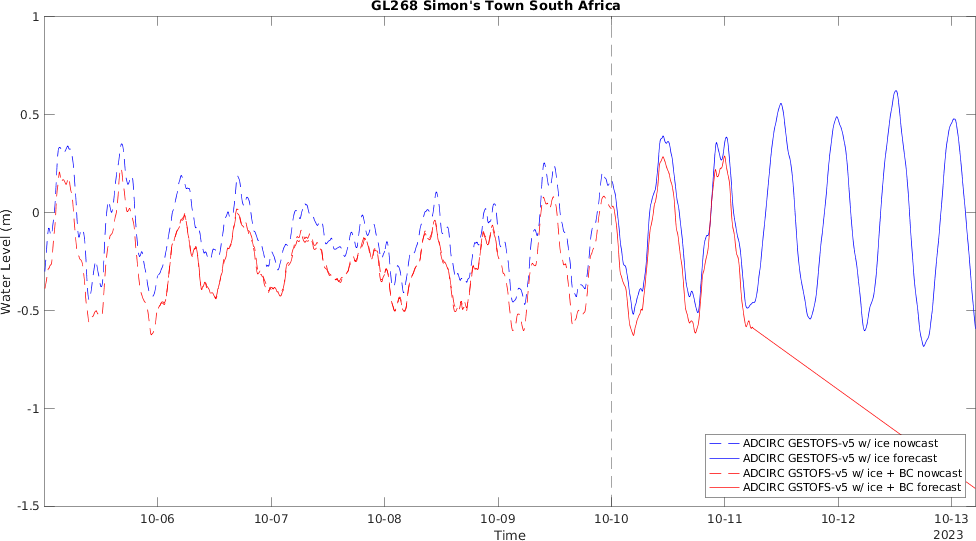 GL268 Simon's Town South Africa
1
0.5
0
-0.5
-1
-1.5
Water Level (m)
ADCIRC GESTOFS-v5 w/ ice nowcast
ADCIRC GESTOFS-v5 w/ ice forecast
ADCIRC GSTOFS-v5 w/ ice + BC nowcast
ADCIRC GSTOFS-v5 w/ ice + BC forecast
10-06 10-07 10-08 10-09 10-10 10-11 10-12 10-13
Time 2023